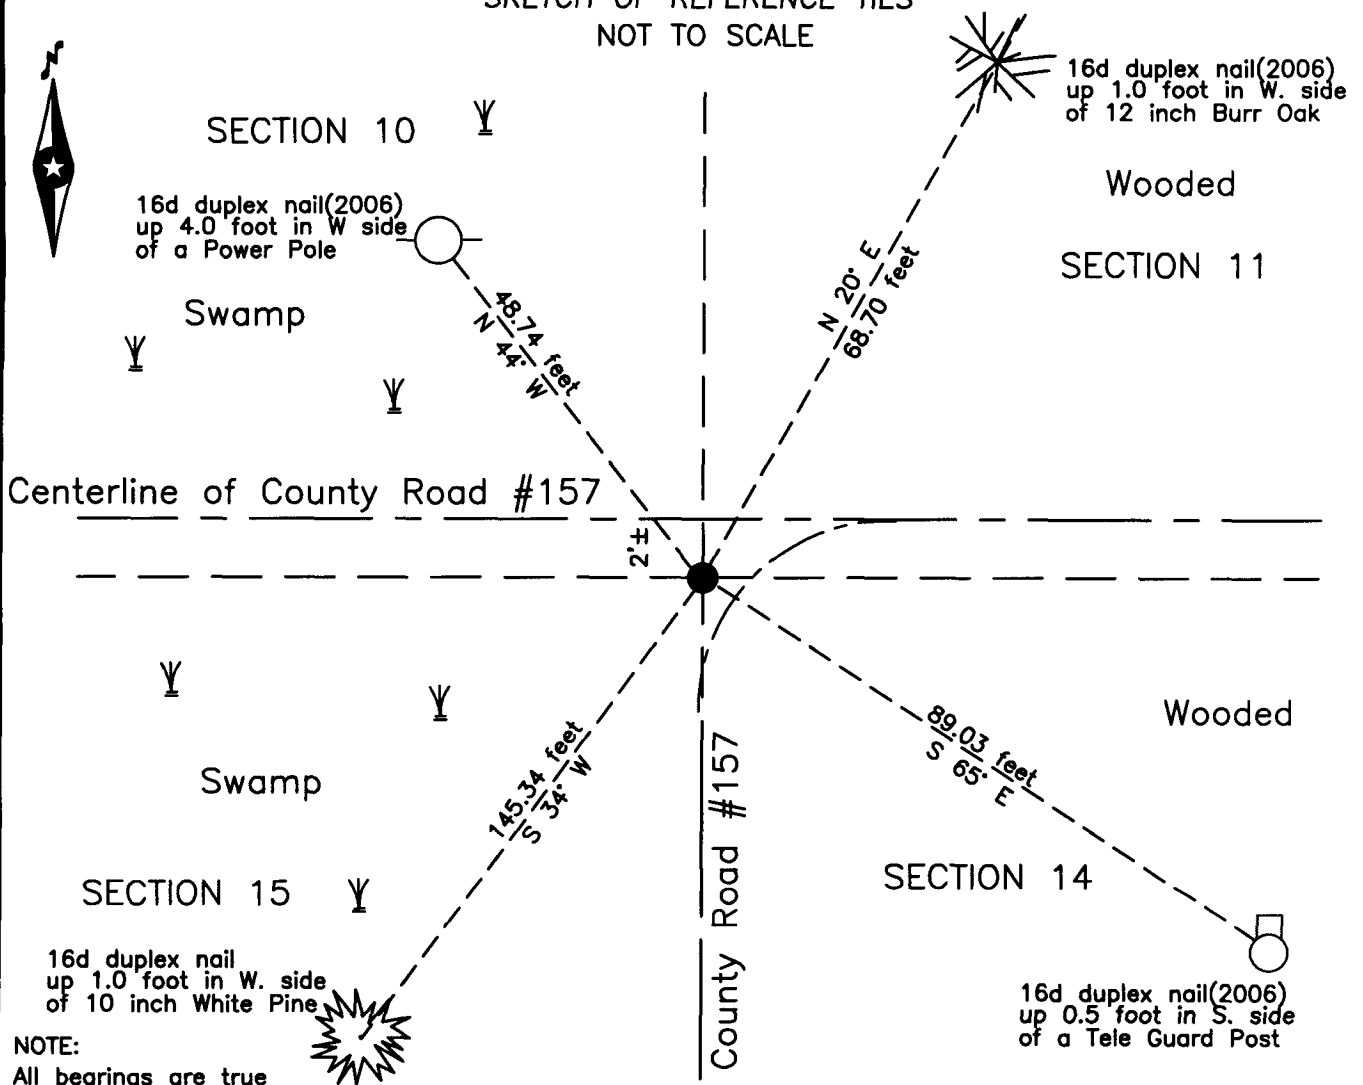 SKETCH OF REFERENCE TIES
NOT TO SCALE
N
16d duplex nail(2006)
up 1.0 foot in W. side
of 12 inch Burr Oak
SECTION 10
Wooded
16d duplex nail(2006)
up 4.0 foot in W side
of a Power Pole
SECTION 11
Swamp
48.74 feet
N 44° W
N 20° E
68.70 feet
Centerline of County Road #157
2'±
Wooded
89.03 feet
S 65° E
145.34 feet
S 34° W
Swamp
County Road #157
SECTION 15
SECTION 14
16d duplex nail
up 1.0 foot in W. side
of 10 inch White Pine
16d duplex nail(2006)
up 0.5 foot in S. side
of a Tele Guard Post
NOTE:
All bearings are true